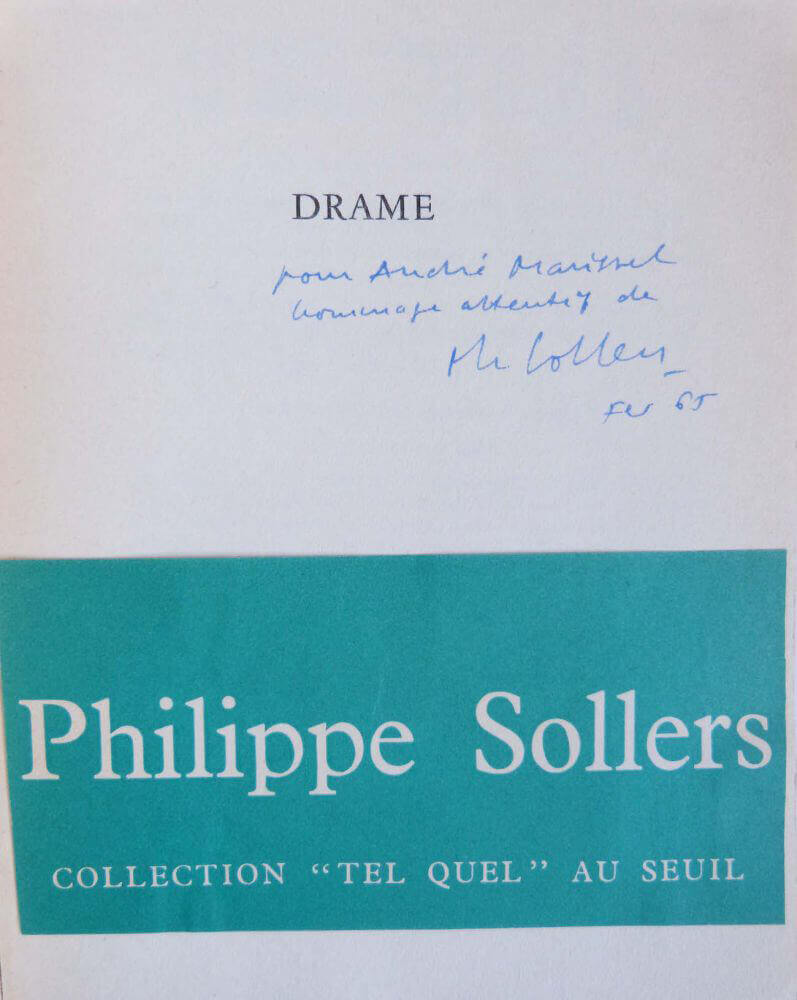 DRAME
pour André Marissel
hommage attentif de
Ph Sollers
Fev 65
Philippe Sollers
COLLECTION “TEL QUEL” AU SEUIL